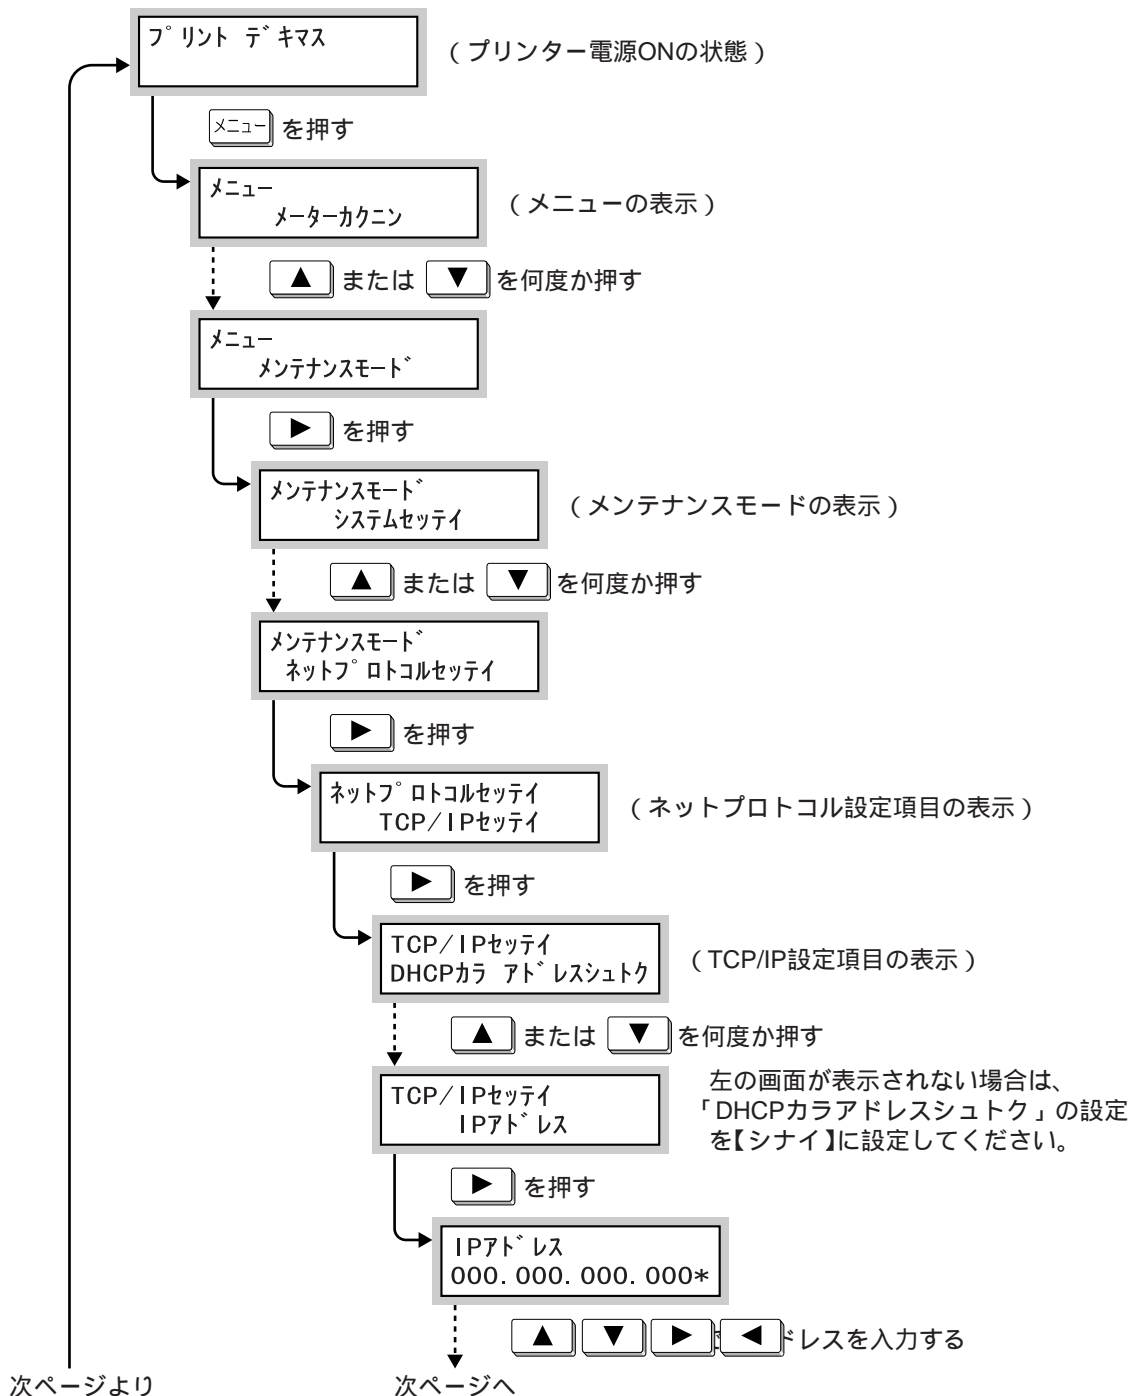 プリント デキマス
(プリンター電源ONの状態)
メニュー を押す
メニュー
メーターカクニン
(メニューの表示)
▲ または ▼ を何度か押す
メニュー
メンテナンスモード
▶ を押す
メンテナンスモード
システムセッテイ
(メンテナンスモードの表示)
▲ または ▼ を何度か押す
メンテナンスモード
ネットプロトコルセッテイ
▶ を押す
ネットプロトコルセッテイ
TCP/IPセッテイ
(ネットプロトコル設定項目の表示)
▶ を押す
TCP/IPセッテイ
DHCPカラ アドレスシュトク
(TCP/IP設定項目の表示)
▲ または ▼ を何度か押す
TCP/IPセッテイ
IPアドレス
左の画面が表示されない場合は、
「DHCPカラアドレスシュトク」の設定
を【シナイ】に設定してください。
▶ を押す
IPアドレス
000.000.000.000*
▲ ▼ ▶ ◀ ドレスを入力する
次ページより
次ページへ